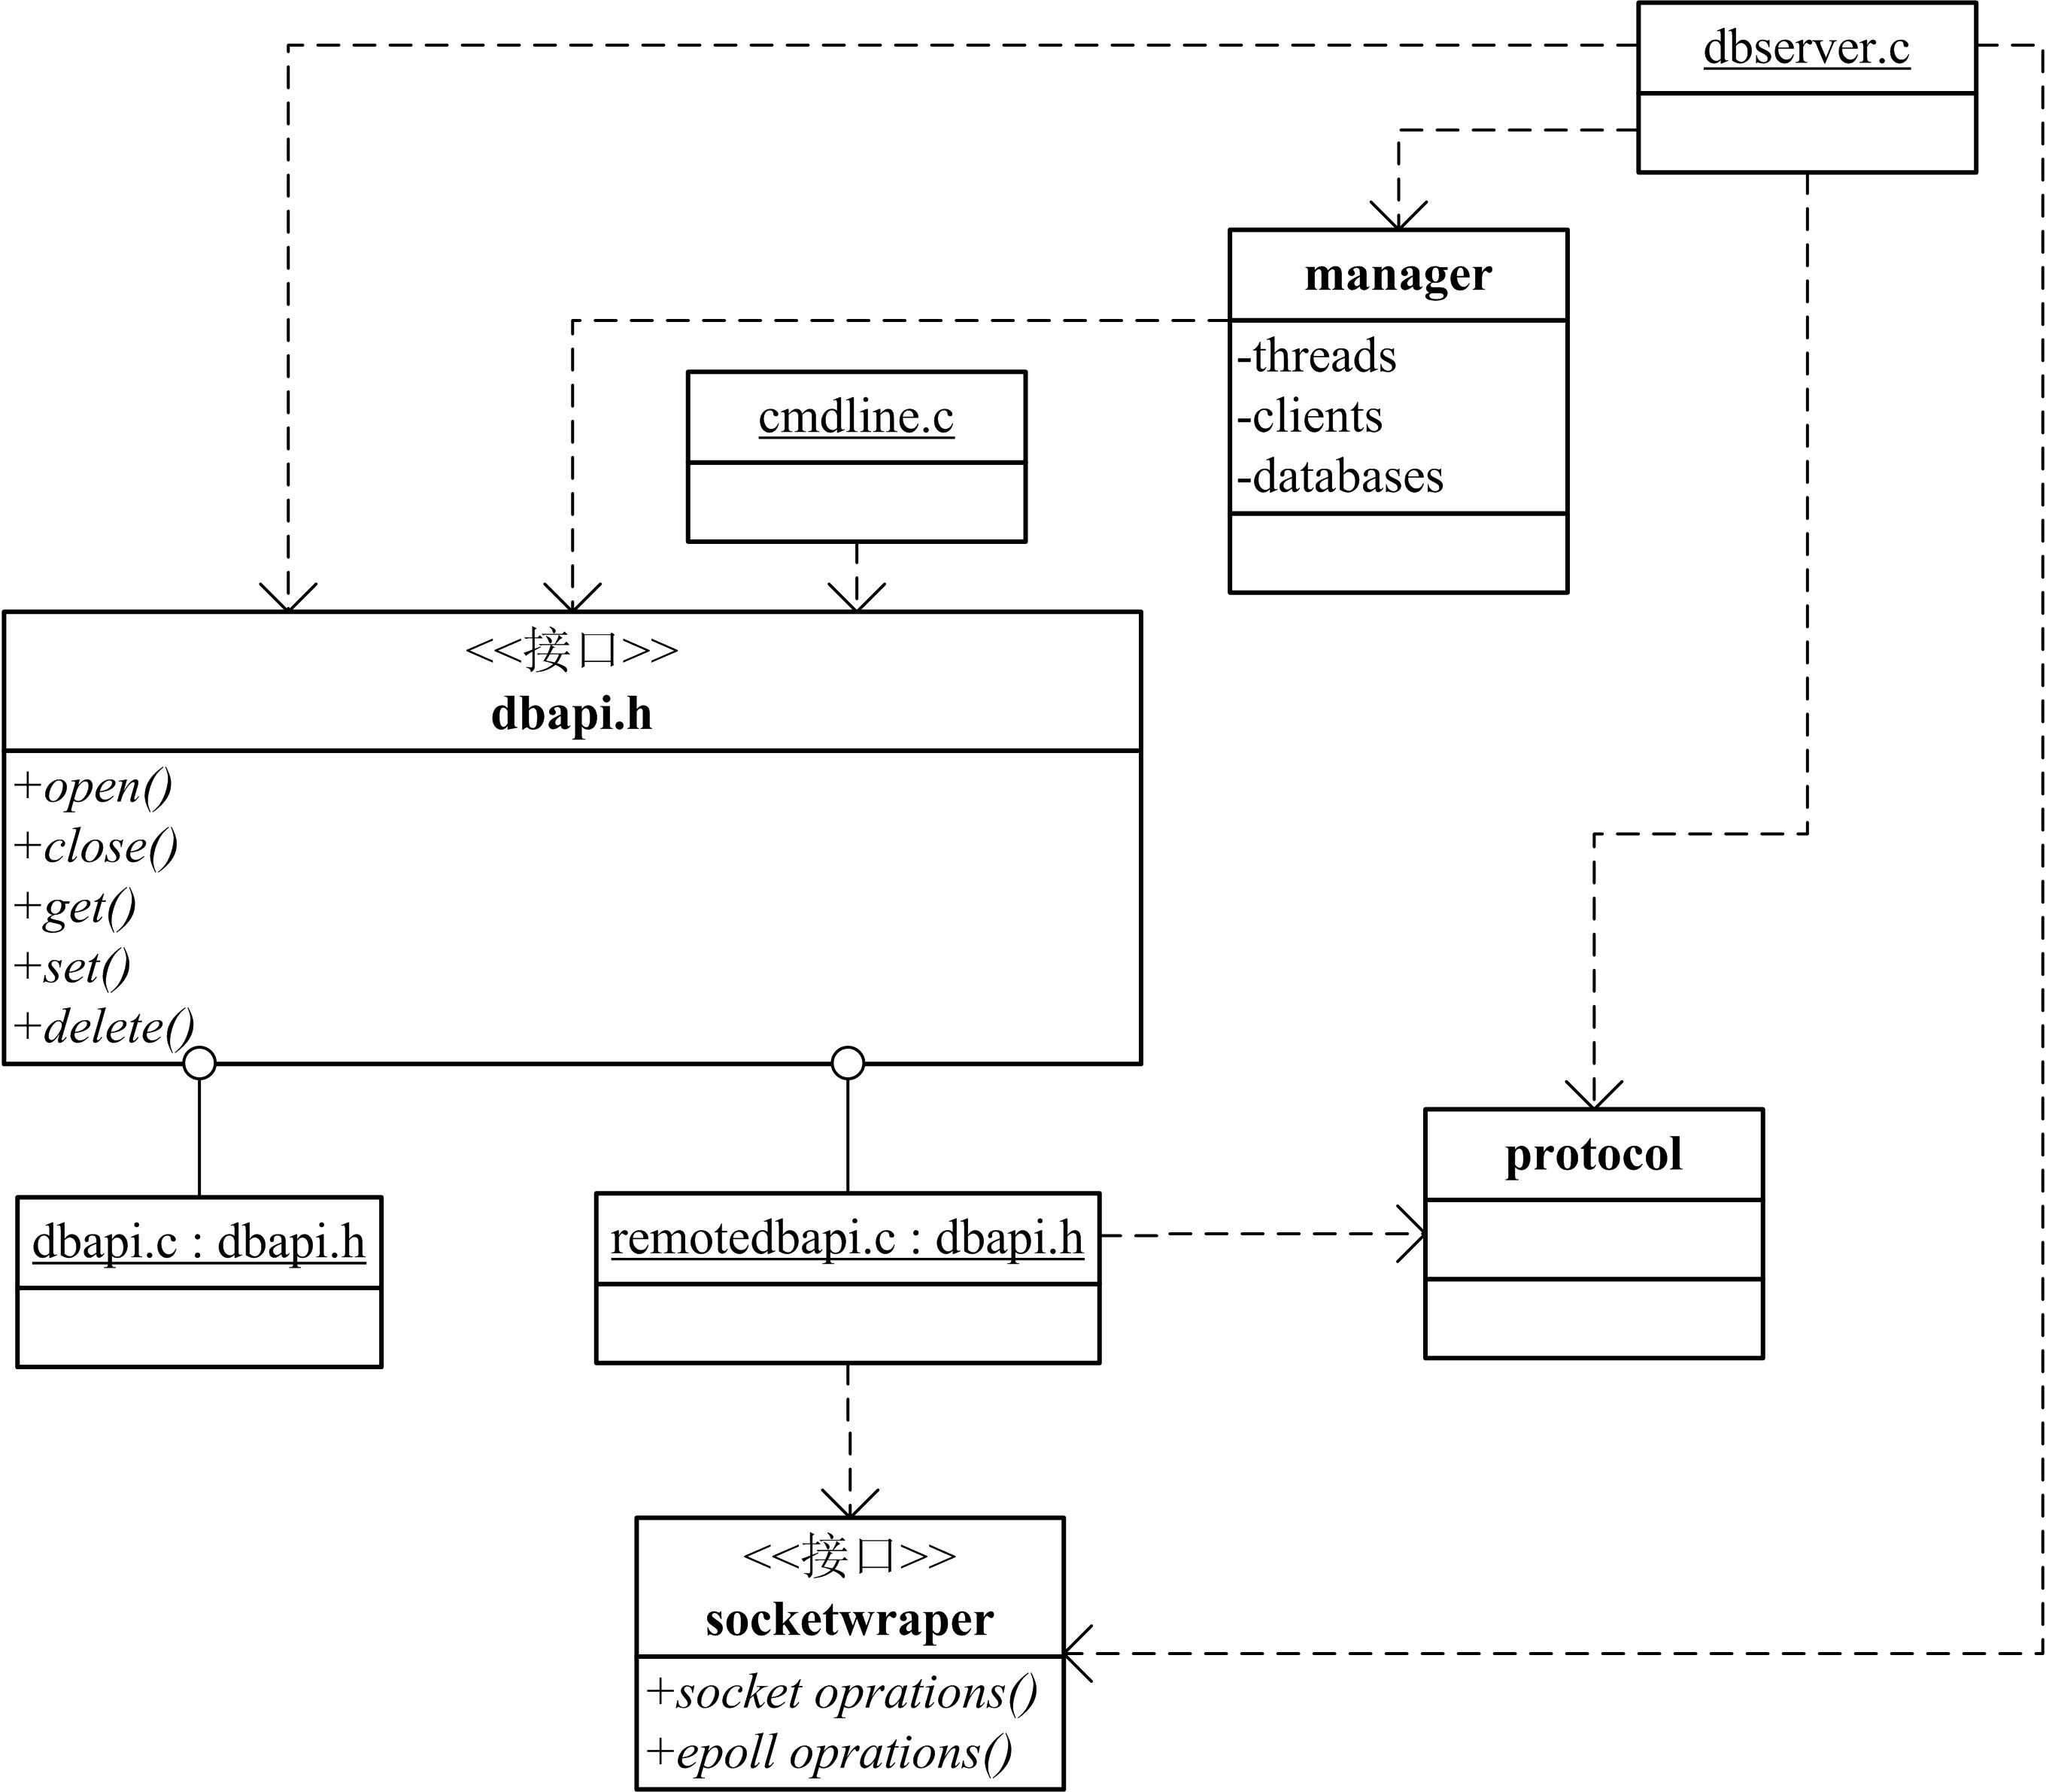 dbserver.c
manager
-threads
-clients
-databases
cmdline.c
<<接口>>
dbapi.h
+open()
+close()
+get()
+set()
+delete()
protocol
dbapi.c : dbapi.h
remotedbapi.c : dbapi.h
<<接口>>
socketwraper
+socket oprations()
+epoll oprations()